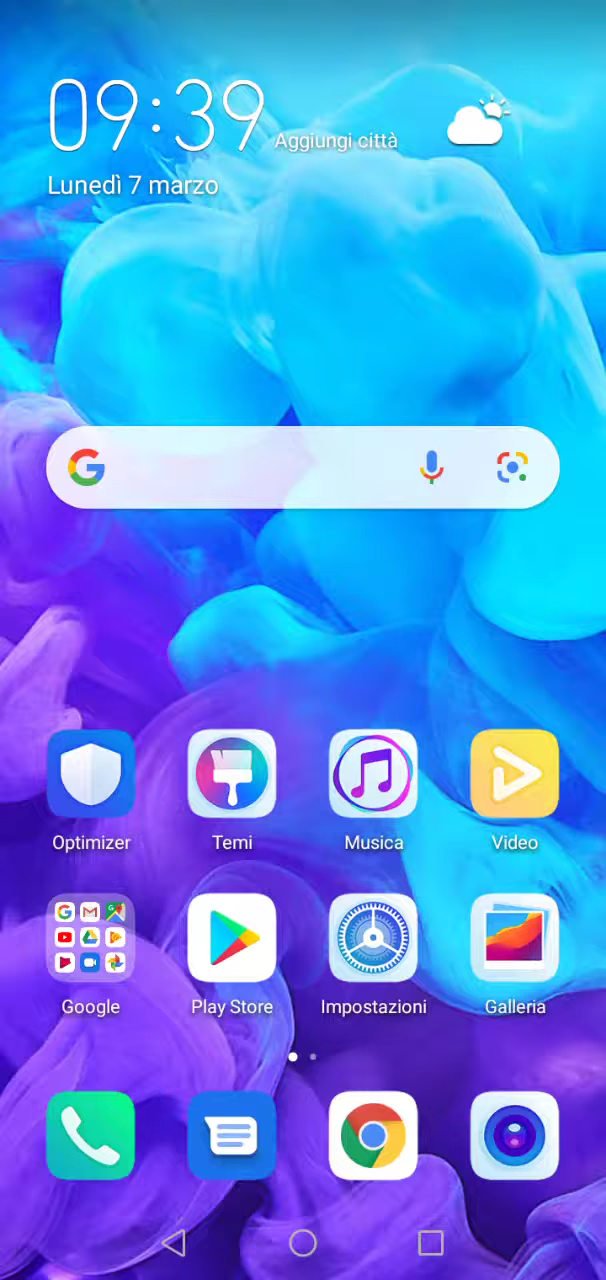 09:39 Aggiungi città
Lunedì 7 marzo
Optimizer Temi Musica Video
Google Play Store Impostazioni Galleria